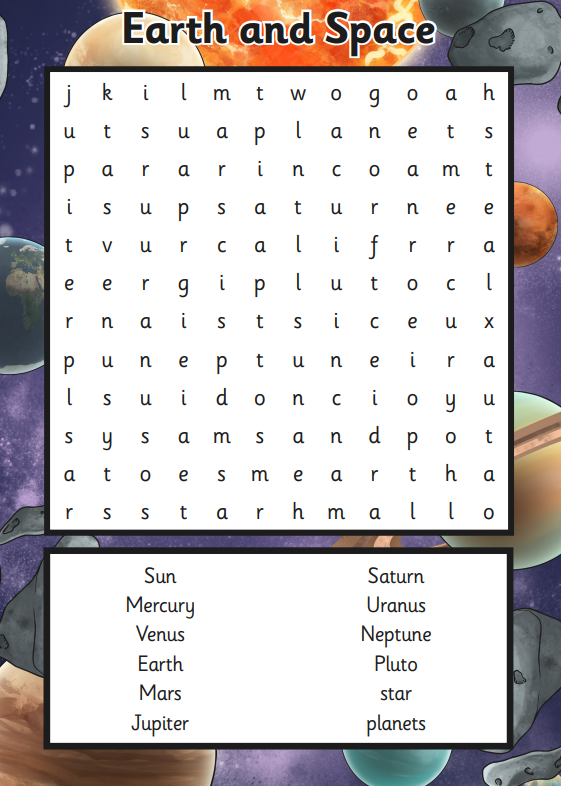 Earth and Space
j k i l m t w o g o a h
u t s u a p l a n e t s
p a r a r i n c o a m t
i s u p s a t u r n e e
t v u r c a l i f r r a
e e r g i p l u t o c l
r n a i s t s i c e u x
p u n e p t u n e i r a
l s u i d o n c i o y u
s y s a m s a n d p o t
a t o e s m e a r t h a
r s s t a r h m a l l o
Sun Saturn
Mercury Uranus
Venus Neptune
Earth Pluto
Mars star
Jupiter planets